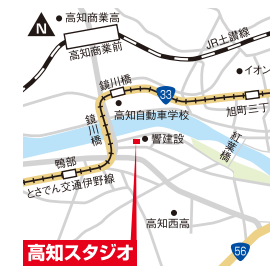 N
高知商業高
高知商業前
JR土讃線
イオン
鏡川橋
33
旭町三丁
高知自動車学校
鏡川橋
響建設
紅葉橋
鴨部
とさでん交通伊野線
高知スタジオ
高知西高
56